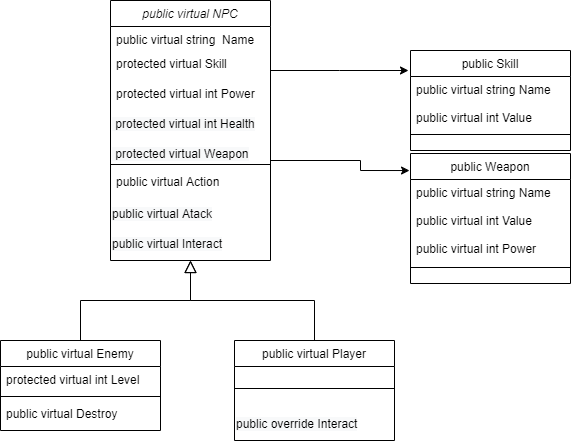 public virtual NPC
public virtual string Name
protected virtual Skill
protected virtual int Power
protected virtual int Health
protected virtual Weapon
public virtual Action
public virtual Atack
public virtual Interact
public Skill
public virtual string Name
public virtual int Value
public Weapon
public virtual string Name
public virtual int Value
public virtual int Power
public virtual Enemy
protected virtual int Level
public virtual Destroy
public virtual Player
public override Interact